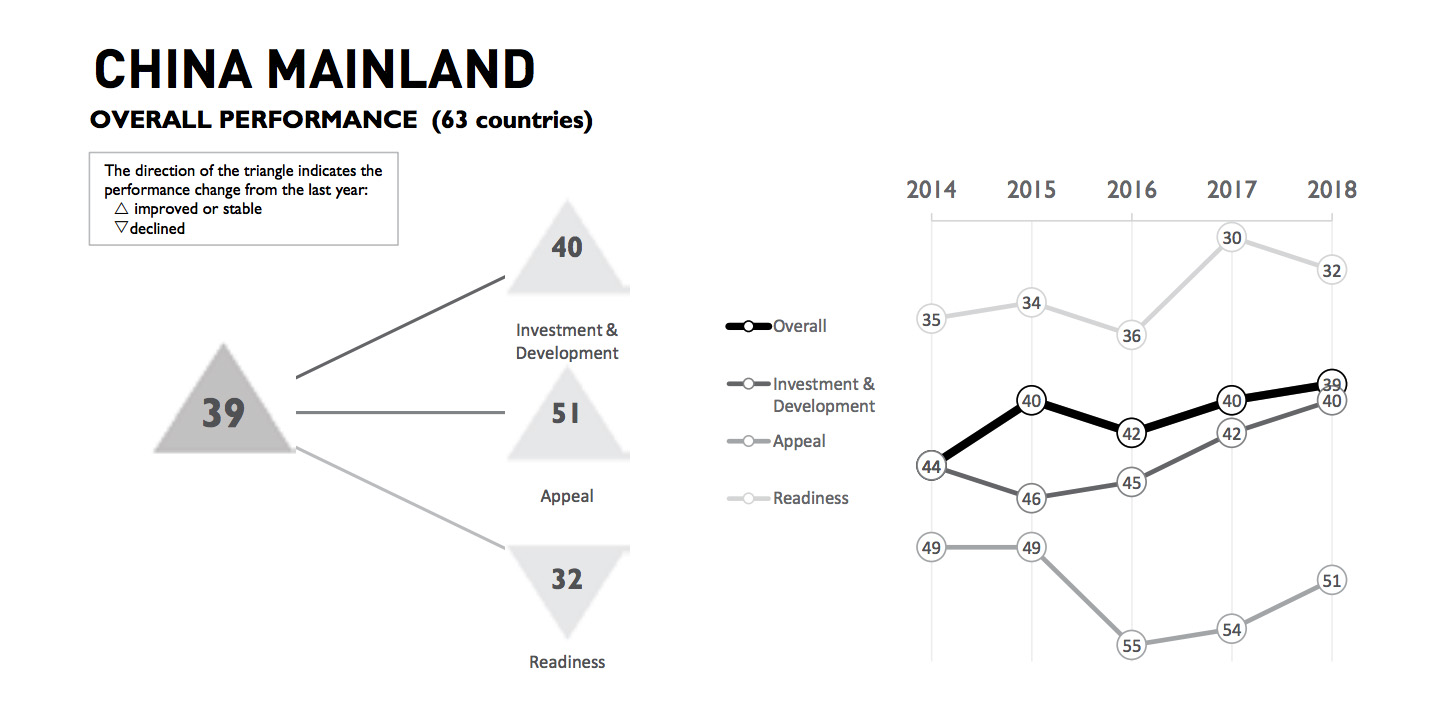 CHINA MAINLAND
OVERALL PERFORMANCE (63 countries)
The direction of the triangle indicates the
performance change from the last year:
△ improved or stable
▽ declined
39
40
Investment &
Development
51
Appeal
32
Readiness
Overall
Investment &
Development
Appeal
Readiness
2014 2015 2016 2017 2018
30
32
34
35
36
39
40 40 40
42 42
44
45
46
49 49
51
54
55